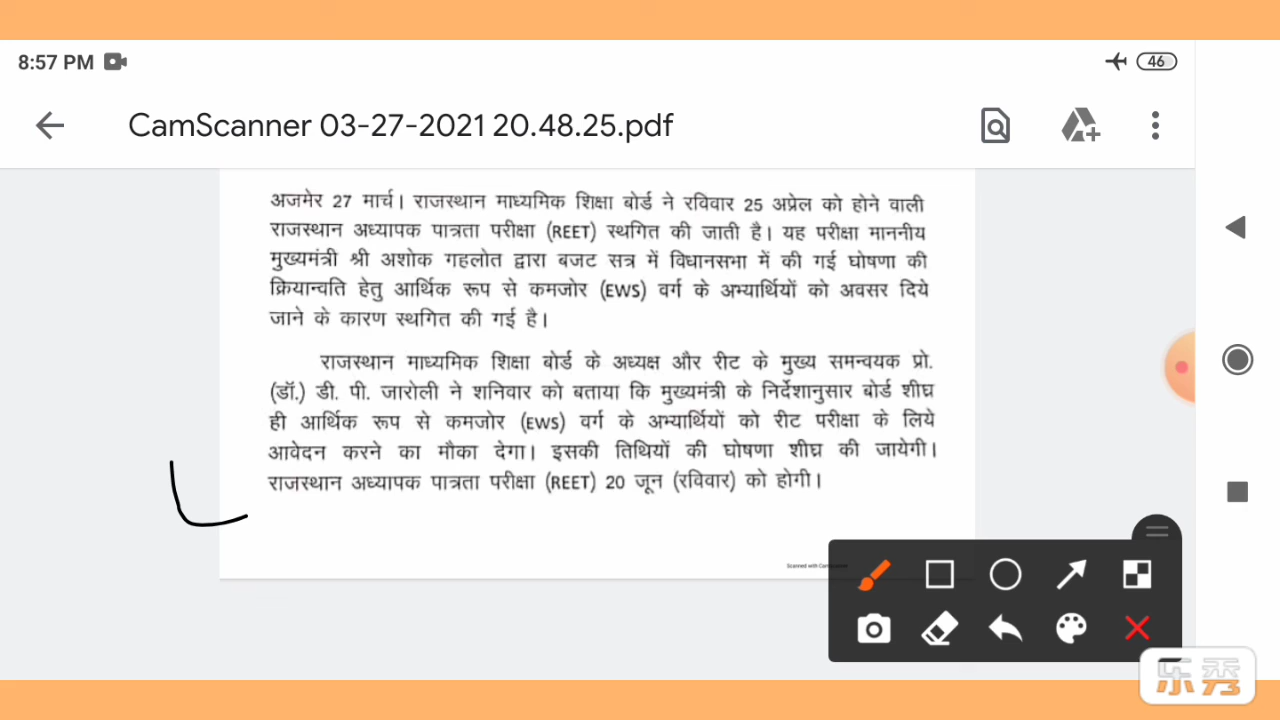 8:57 PM
46
CamScanner 03-27-2021 20.48.25.pdf
अजमेर 27 मार्च। राजस्थान माध्यमिक शिक्षा बोर्ड ने रविवार 25 अप्रेल को होने वाली
राजस्थान अध्यापक पात्रता परीक्षा (REET) स्थगित की जाती है। यह परीक्षा माननीय
मुख्यमंत्री श्री अशोक गहलोत द्वारा बजट सत्र में विधानसभा में की गई घोषणा की
क्रियान्वति हेतु आर्थिक रूप से कमजोर (EWS) वर्ग के अभ्यार्थियों को अवसर दिये
जाने के कारण स्थगित की गई है।
राजस्थान माध्यमिक शिक्षा बोर्ड के अध्यक्ष और रीट के मुख्य समन्वयक प्रो.
(डॉ.) डी. पी. जारोली ने शनिवार को बताया कि मुख्यमंत्री के निर्देशानुसार बोर्ड शीघ्र
ही आर्थिक रूप से कमजोर (EWS) वर्ग के अभ्यार्थियों को रीट परीक्षा के लिये
आवेदन करने का मौका देगा। इसकी तिथियों की घोषणा शीघ्र की जायेगी।
राजस्थान अध्यापक पात्रता परीक्षा (REET) 20 जून (रविवार) को होगी।
Scanned with CamScanner
乐秀